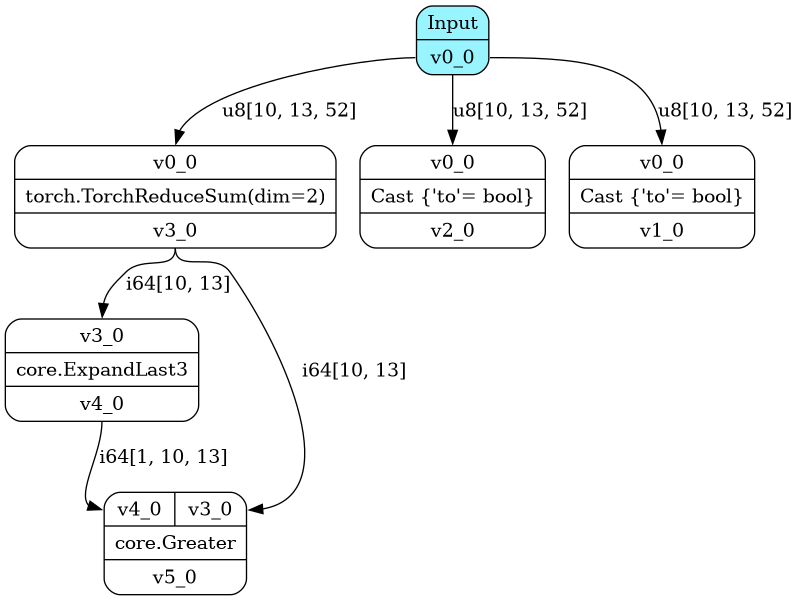 Input
v0_0
u8[10, 13, 52]
u8[10, 13, 52]
u8[10, 13, 52]
v0_0
torch.TorchReduceSum(dim=2)
v3_0
v0_0
Cast {'to'= bool}
v2_0
v0_0
Cast {'to'= bool}
v1_0
i64[10, 13]
v3_0
core.ExpandLast3
v4_0
i64[10, 13]
i64[1, 10, 13]
v4_0 v3_0
core.Greater
v5_0